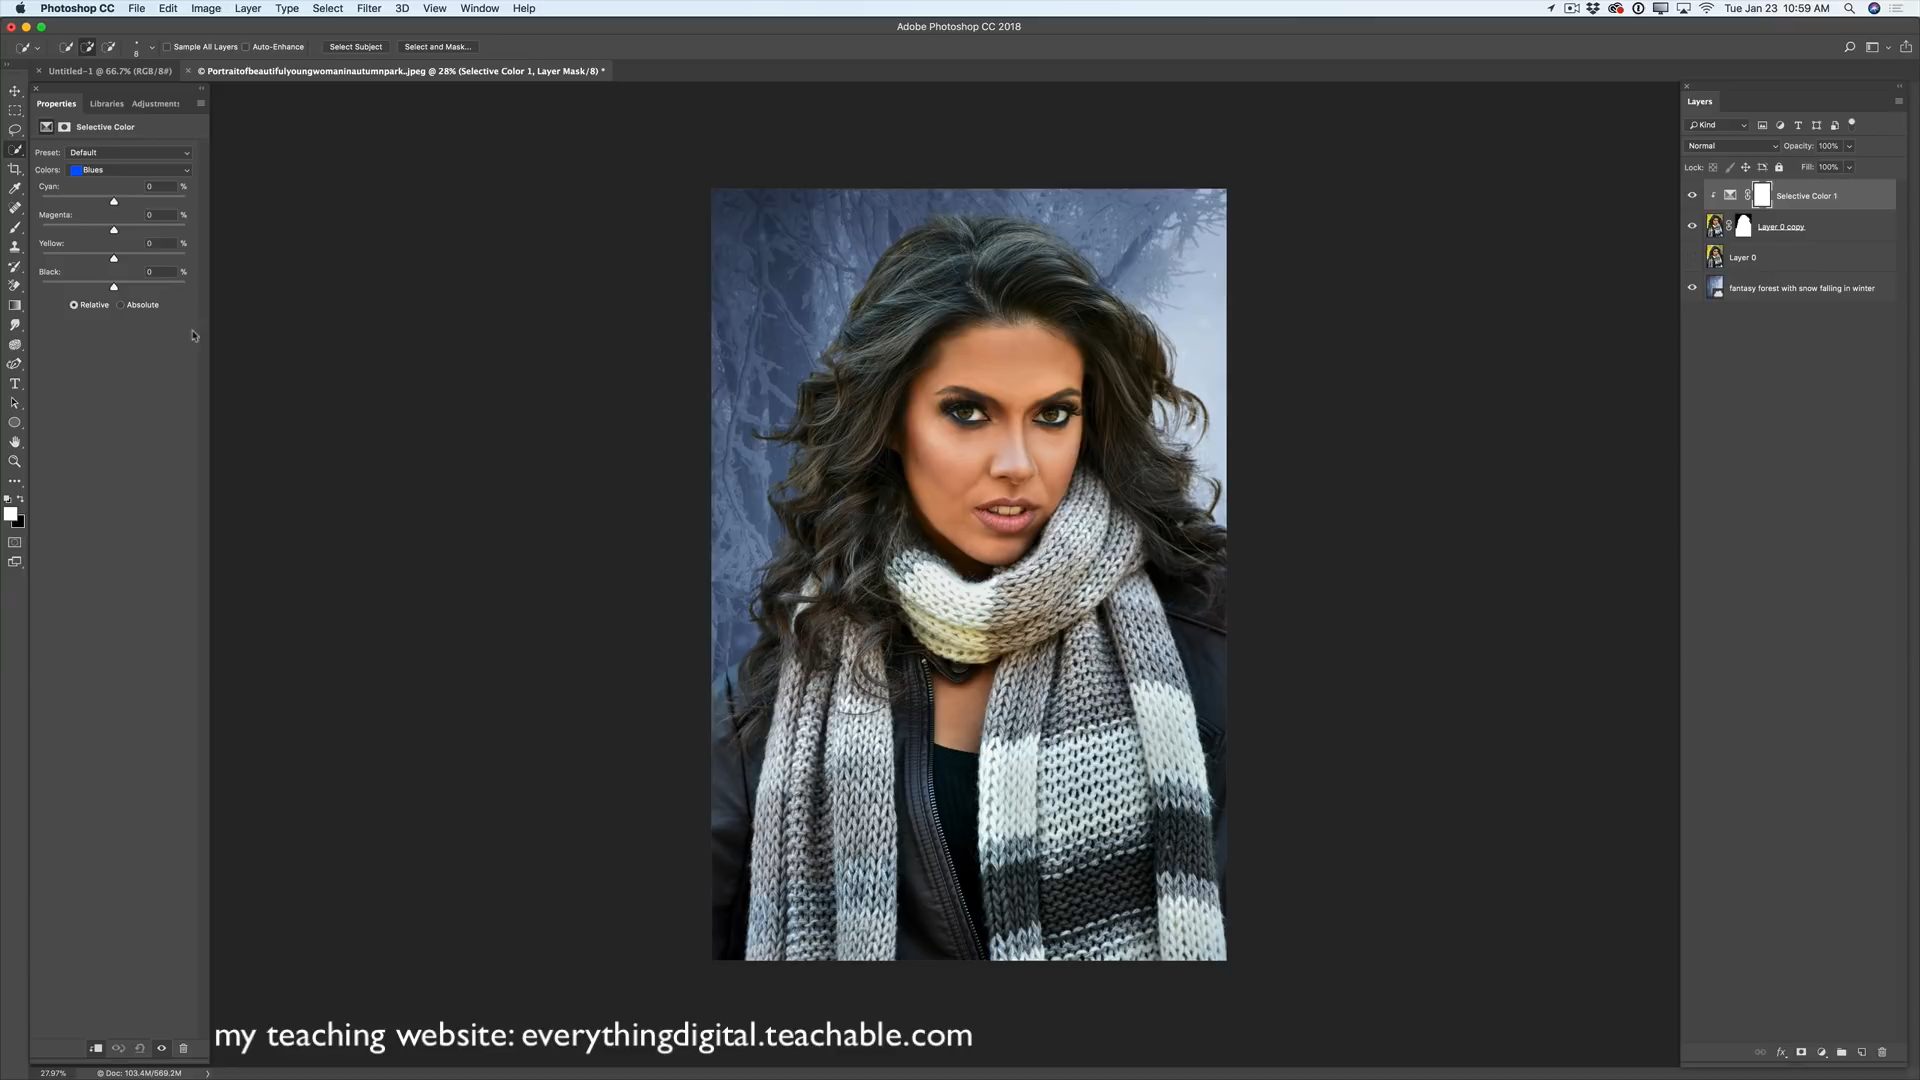 Photoshop CC File Edit Image Layer Type Select Filter 3D View Window Help Tue Jan 23 10:59 AM
Adobe Photoshop CC 2018
8 Sample All Layers Auto-Enhance Select Subject Select and Mask...
Untitled-1 @ 66.7% (RGB/8#) © Portraitofbeautifulyoungwomaninautumnpark..jpeg @ 28% (Selective Color 1, Layer Mask/8) *
Properties Libraries Adjustments
Selective Color
Preset: Default
Colors: Blues
Cyan: 0 %
Magenta: 0 %
Yellow: 0 %
Black: 0 %
Relative Absolute
Layers
Kind
Normal Opacity: 100%
Lock: Fill: 100%
Selective Color 1
Layer 0 copy
Layer 0
fantasy forest with snow falling in winter
my teaching website: everythingdigital.teachable.com
27.97% © Doc: 103.4M/569.2M